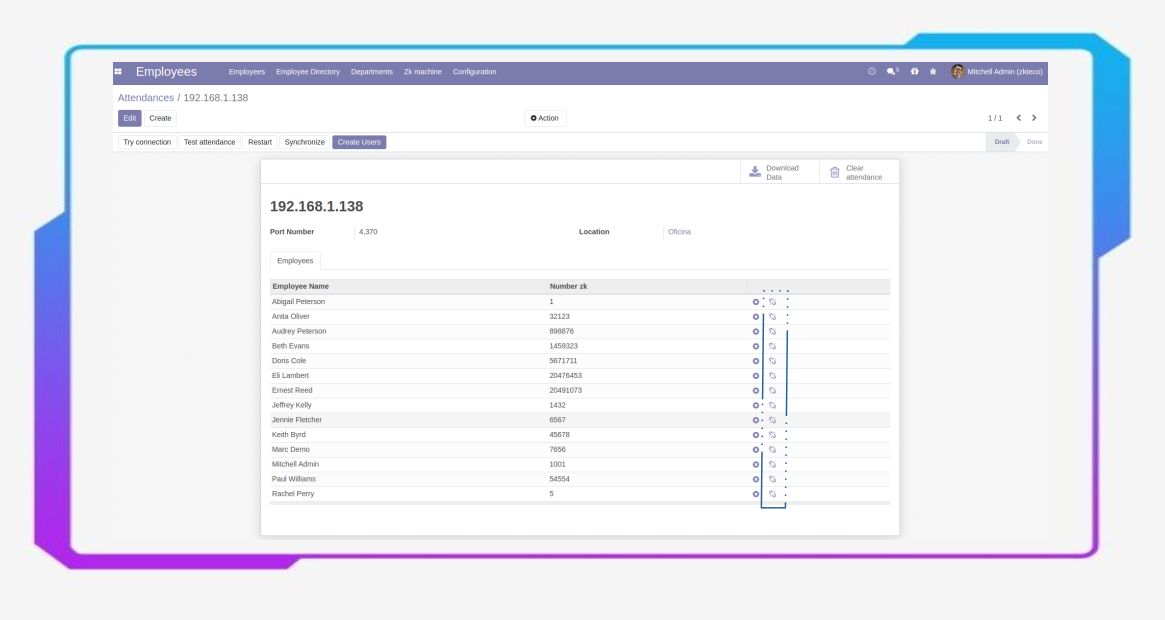 Employees Employees Employee Directory Departments Zk machine Configuration 5 Mitchell Admin (zkteco)
Attendances / 192.168.1.138
Edit Create Action 1 / 1
Try connection Test attendance Restart Synchronize Create Users Draft Done
Download Data Clear attendance
192.168.1.138
Port Number 4,370 Location Oficina
Employees
Employee Name Number zk
Abigail Peterson 1
Anita Oliver 32123
Audrey Peterson 898876
Beth Evans 1459323
Doris Cole 5671711
Eli Lambert 20476453
Ernest Reed 20491073
Jeffrey Kelly 1432
Jennie Fletcher 6567
Keith Byrd 45678
Marc Demo 7656
Mitchell Admin 1001
Paul Williams 54554
Rachel Perry 5